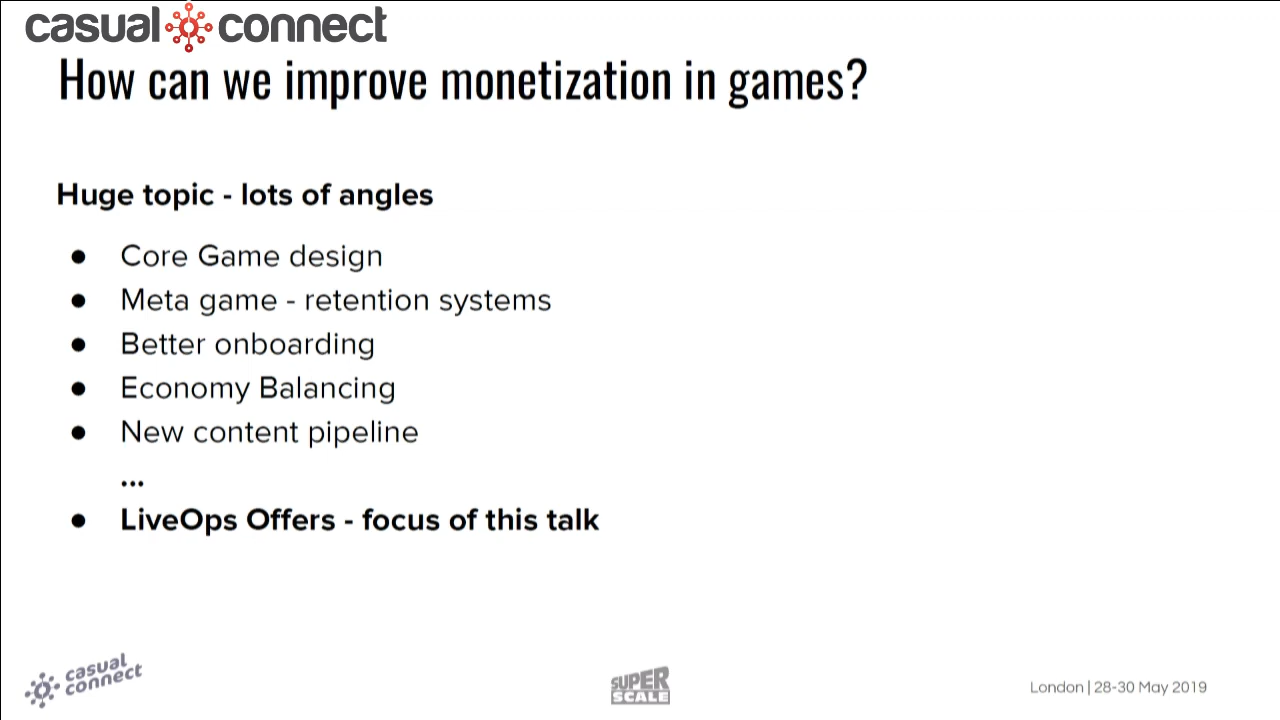 casual connect
How can we improve monetization in games?
Huge topic - lots of angles
● Core Game design
● Meta game - retention systems
● Better onboarding
● Economy Balancing
● New content pipeline
...
● LiveOps Offers - focus of this talk
casual
connect
SUPER
SCALE
London | 28-30 May 2019